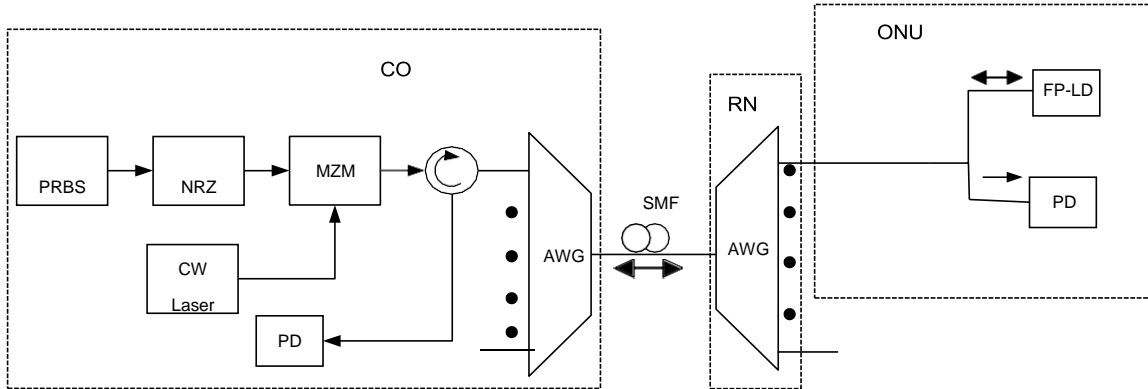 ONU
CO
FP-LD
RN
MZM
PRBS
NRZ
PD
SMF
AWG
AWG
CW
Laser
PD